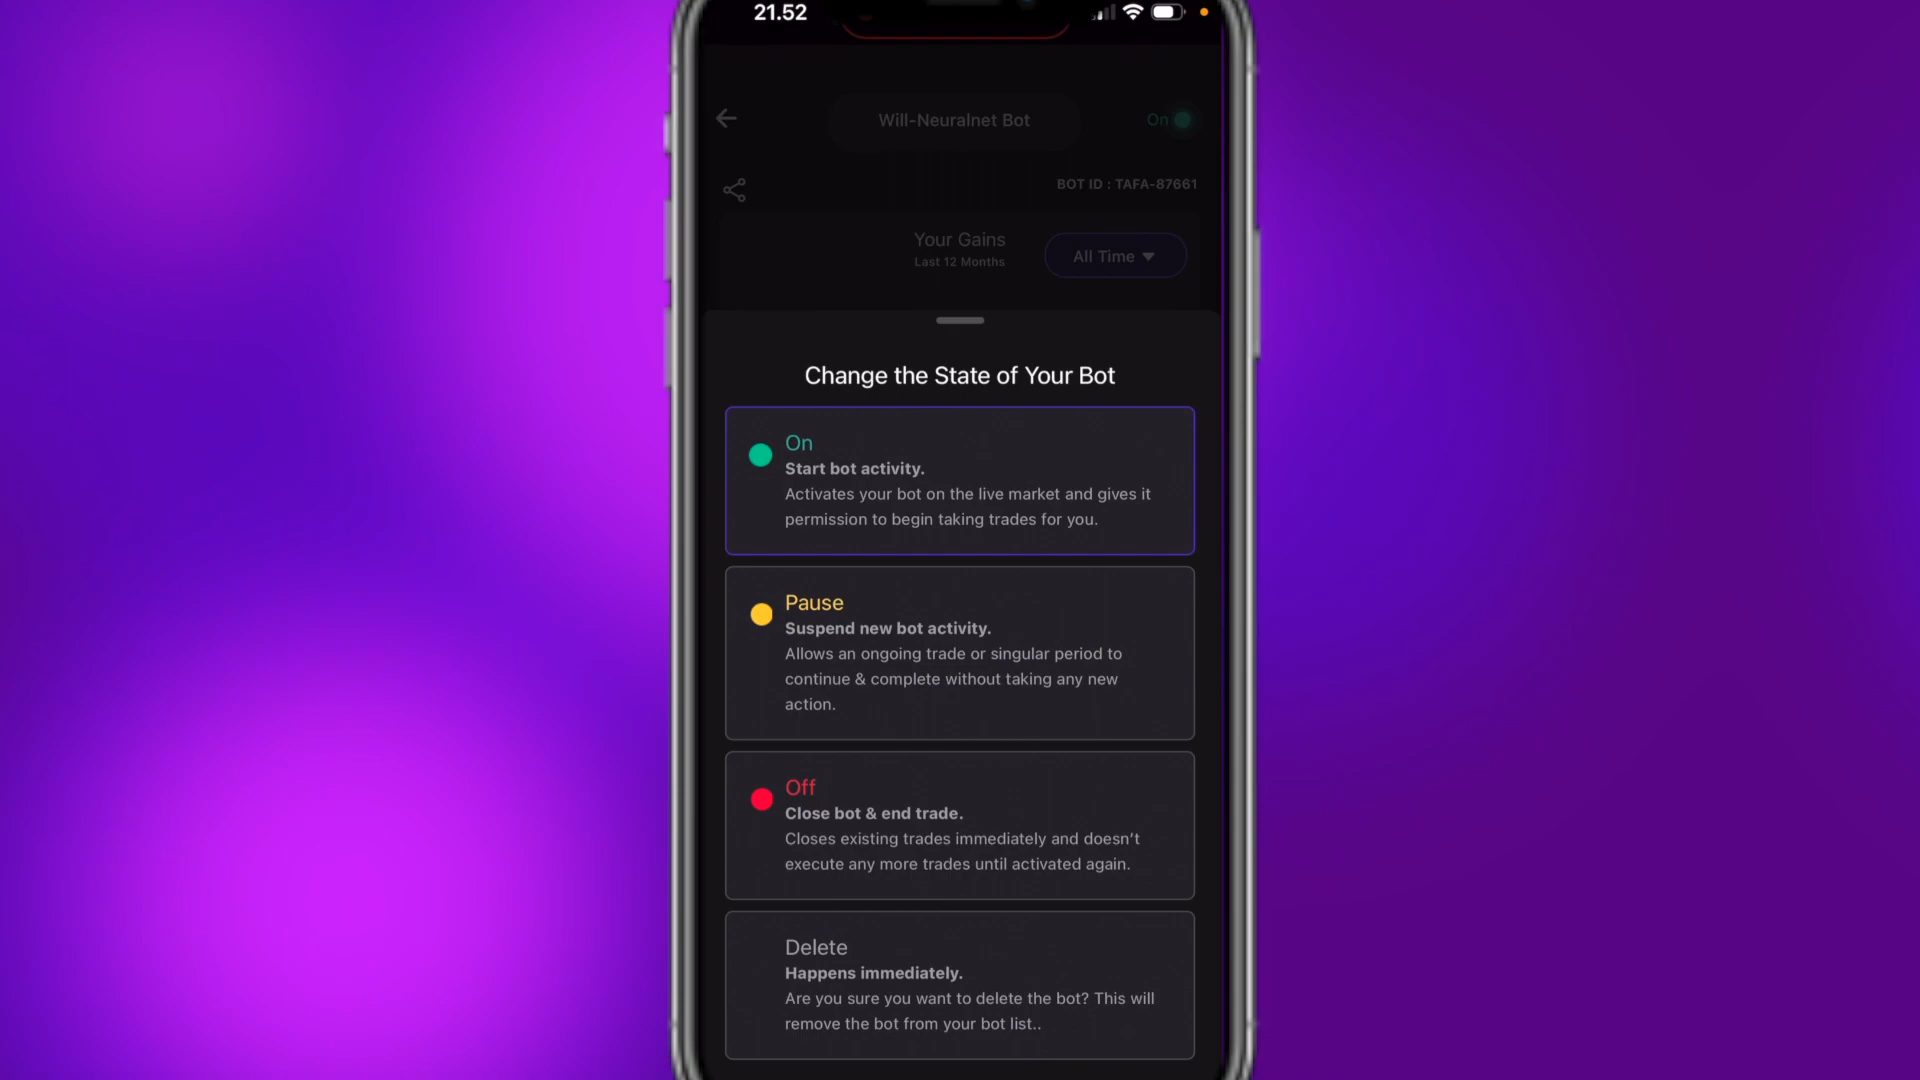 21.52
Will-Neuralnet Bot
On
BOT ID : TAFA-87661
Your Gains
Last 12 Months
All Time
Change the State of Your Bot
On
Start bot activity.
Activates your bot on the live market and gives it
permission to begin taking trades for you.
Pause
Suspend new bot activity.
Allows an ongoing trade or singular period to
continue & complete without taking any new
action.
Off
Close bot & end trade.
Closes existing trades immediately and doesn't
execute any more trades until activated again.
Delete
Happens immediately.
Are you sure you want to delete the bot? This will
remove the bot from your bot list..